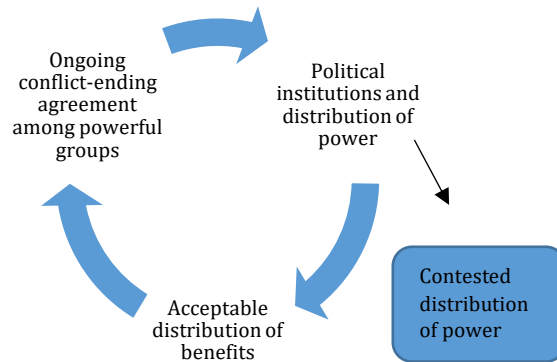 Ongoing
conflict-ending
agreement
among powerful
groups
Political
institutions and
distribution of
power
Contested
distribution
of power
Acceptable
distribution of
benefits